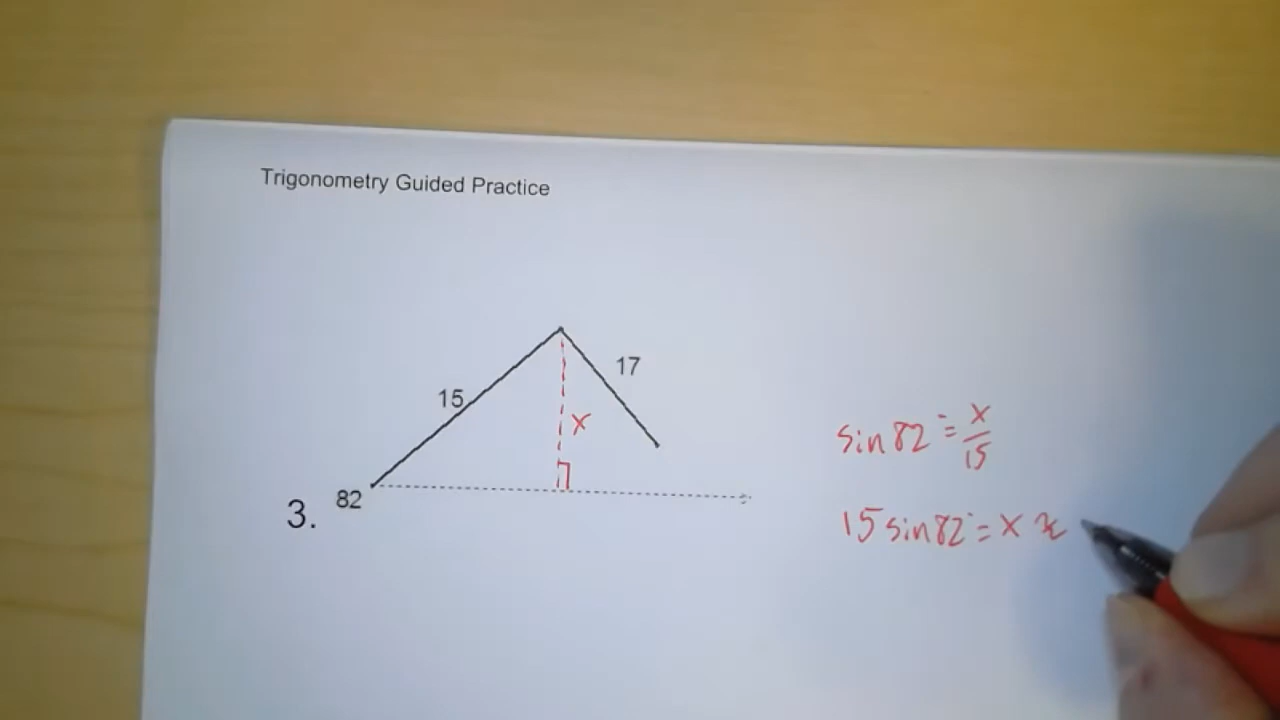 Trigonometry Guided Practice
17
15
x
sin 82° = x/15
82
3.
15 sin 82° = x ≈